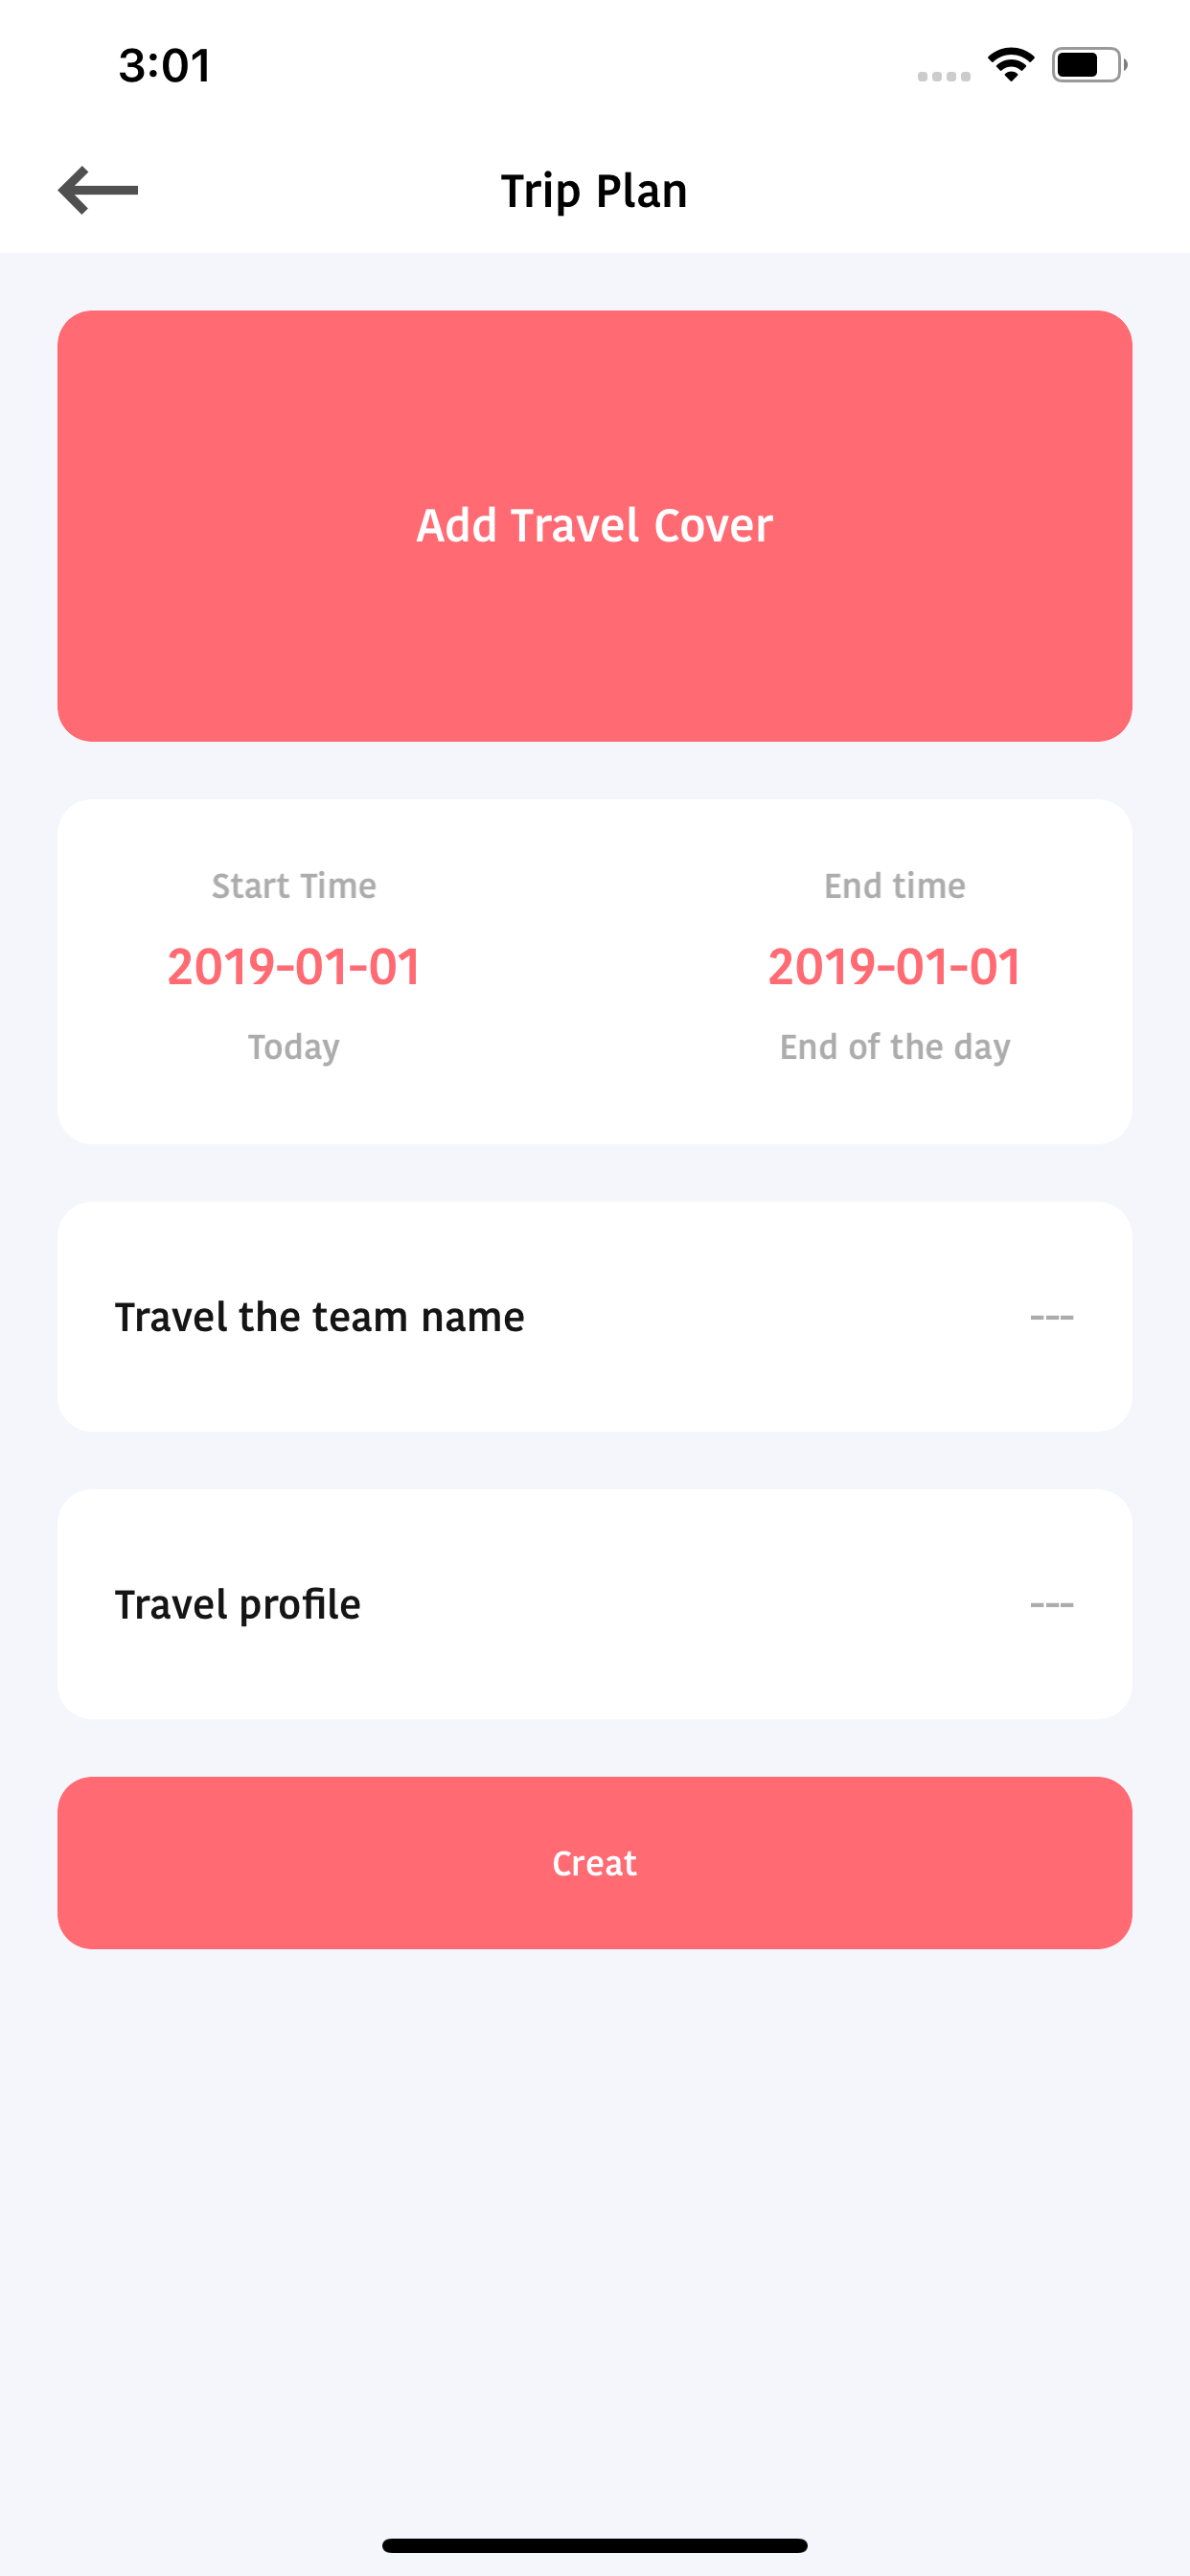 3:01
Trip Plan
Add Travel Cover
Start Time
End time
2019-01-01
2019-01-01
Today
End of the day
Travel the team name
---
Travel profile
---
Creat